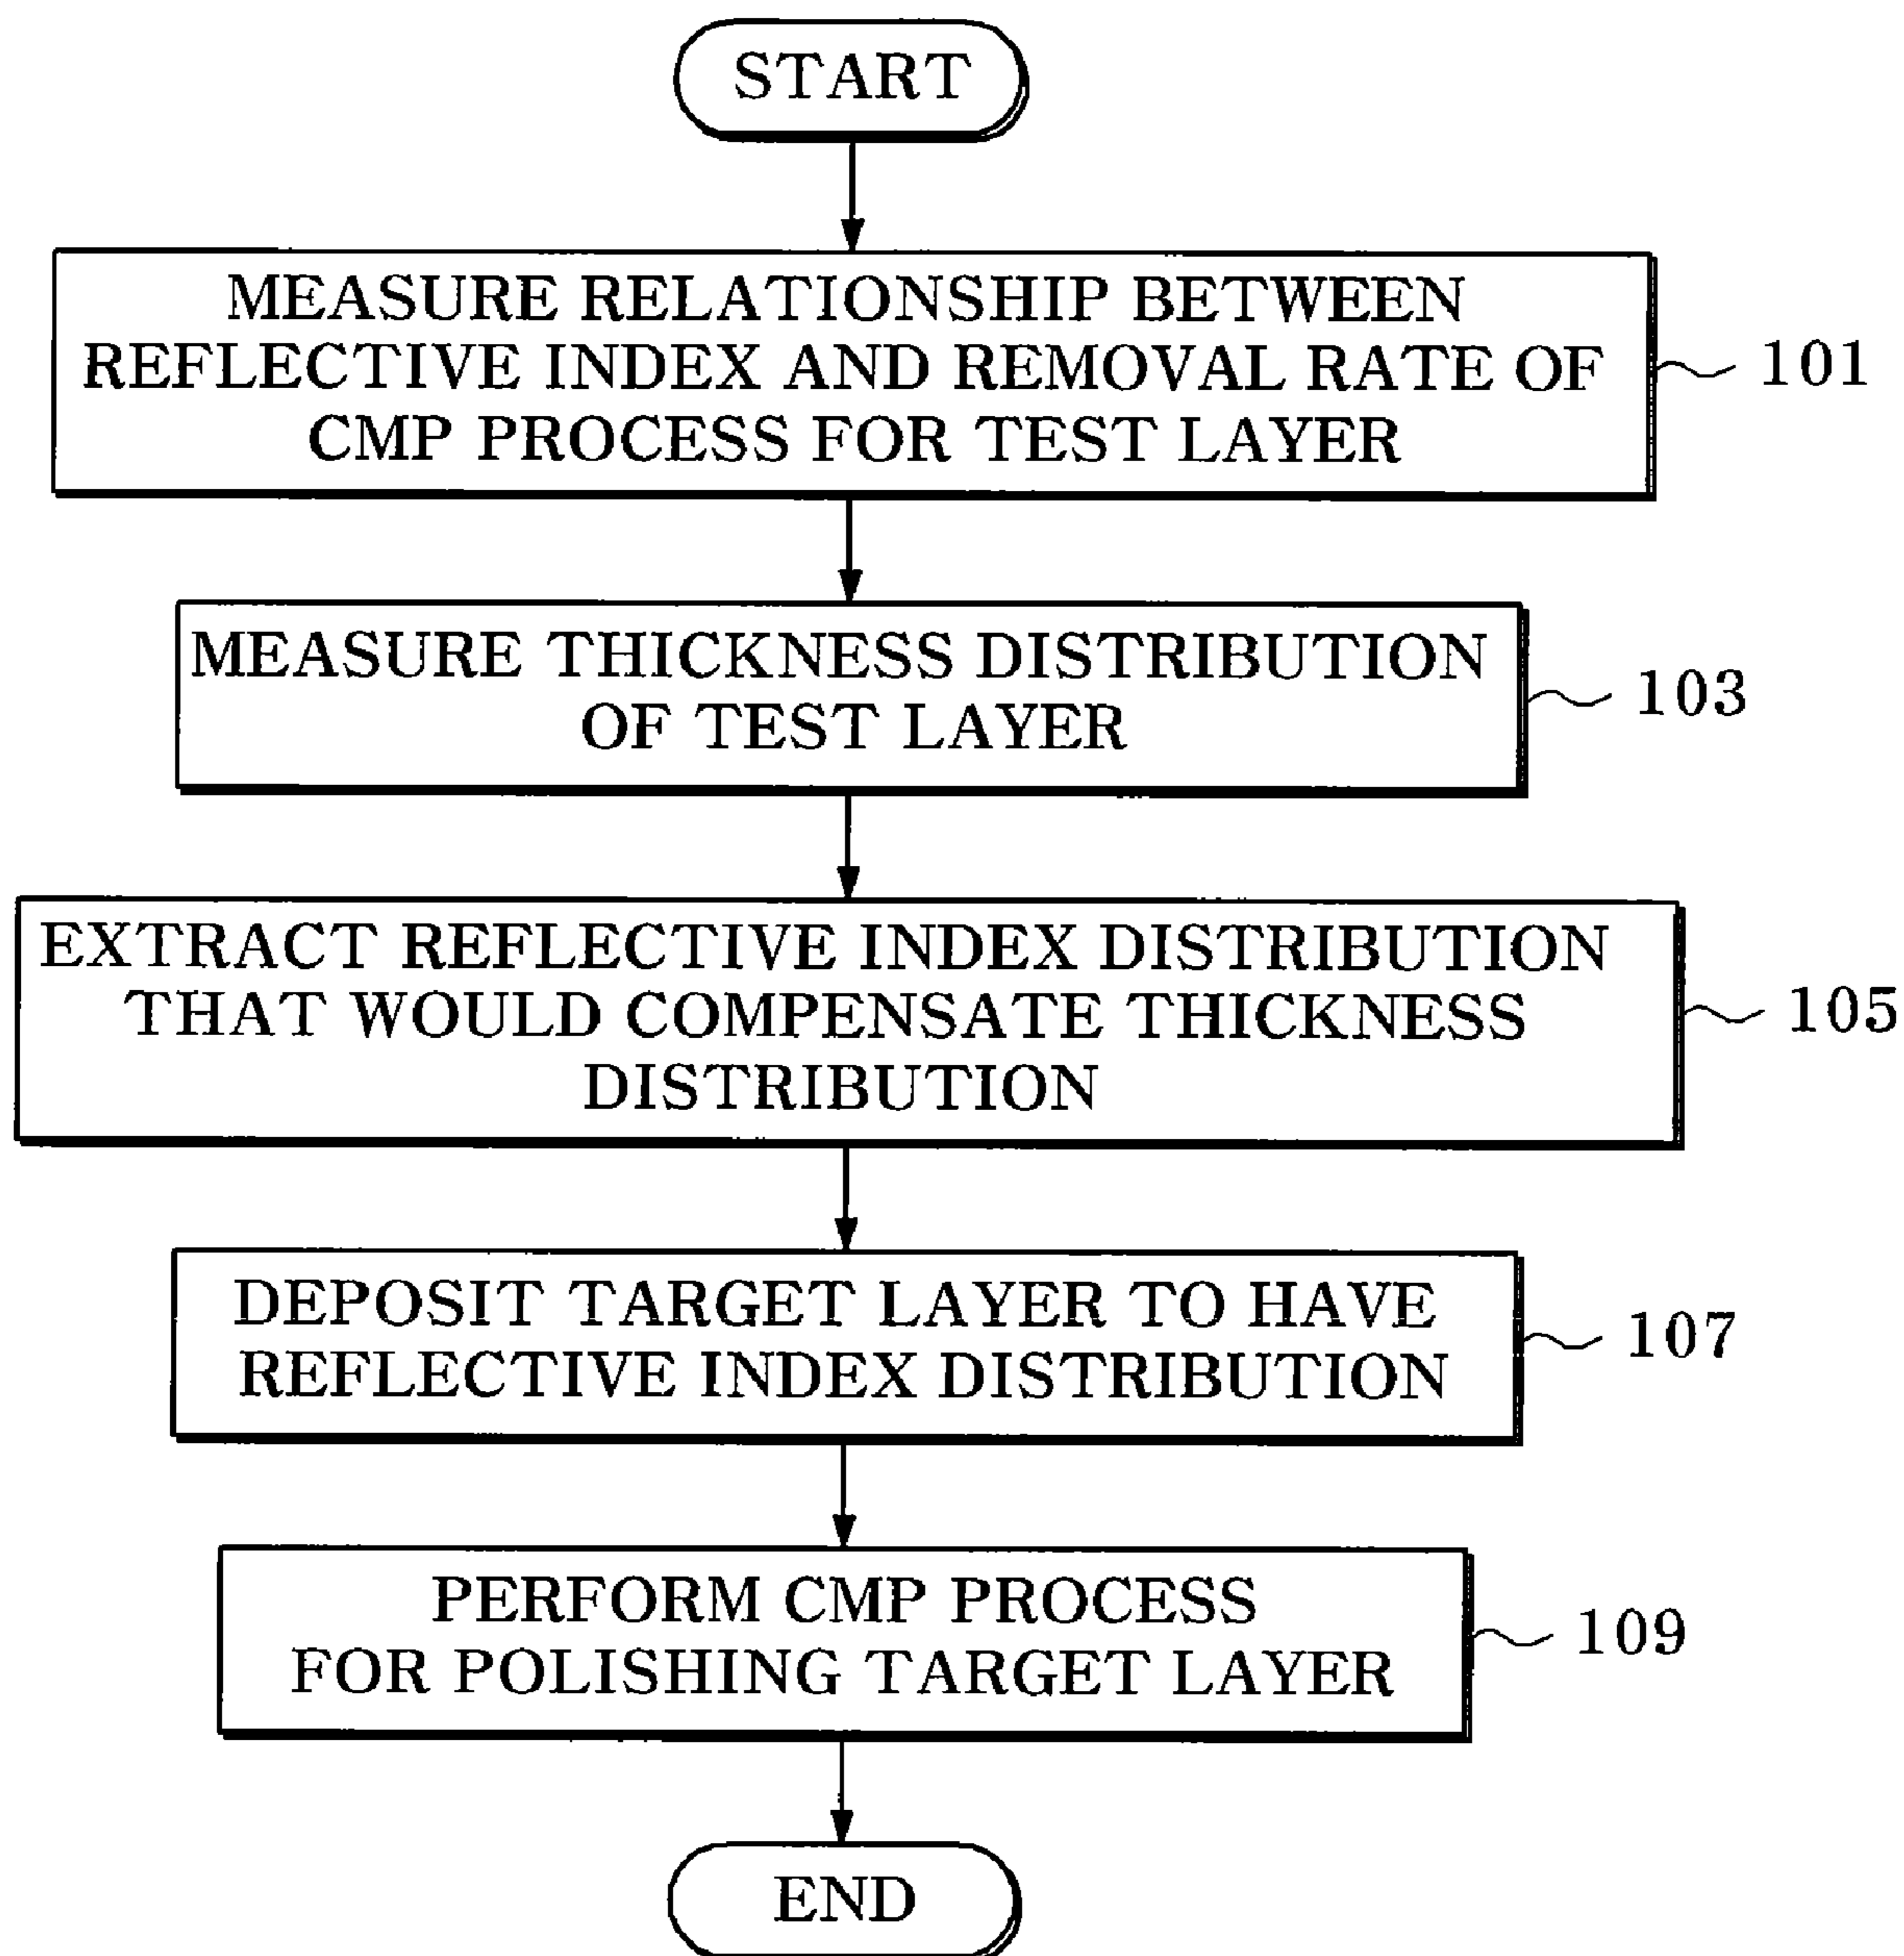 START
MEASURE RELATIONSHIP BETWEEN
REFLECTIVE INDEX AND REMOVAL RATE OF
CMP PROCESS FOR TEST LAYER
101
MEASURE THICKNESS DISTRIBUTION
OF TEST LAYER
103
EXTRACT REFLECTIVE INDEX DISTRIBUTION
THAT WOULD COMPENSATE THICKNESS
DISTRIBUTION
105
DEPOSIT TARGET LAYER TO HAVE
REFLECTIVE INDEX DISTRIBUTION
107
PERFORM CMP PROCESS
FOR POLISHING TARGET LAYER
109
END